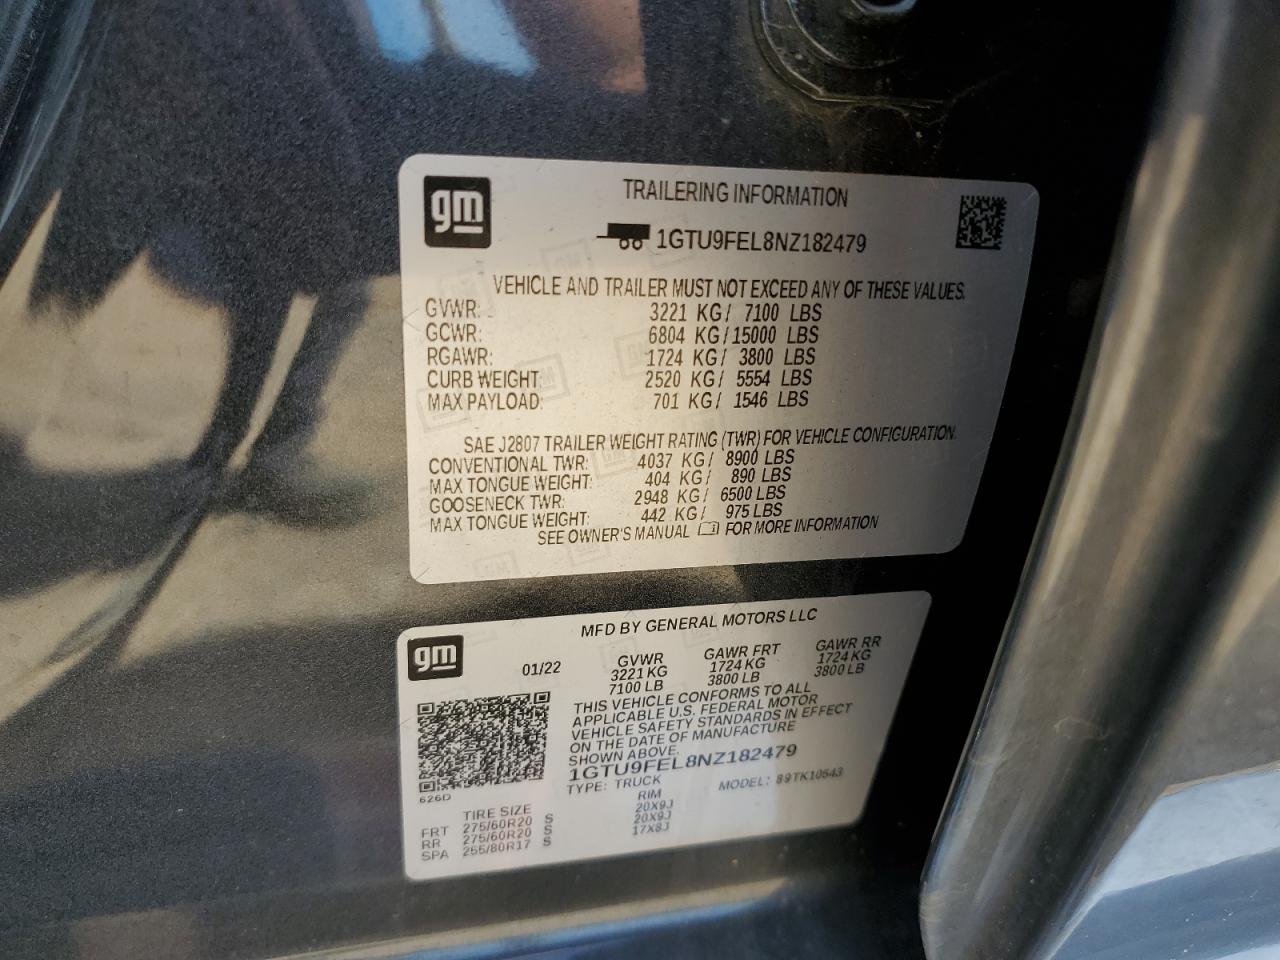 gm
TRAILERING INFORMATION
1GTU9FEL8NZ182479
VEHICLE AND TRAILER MUST NOT EXCEED ANY OF THESE VALUES.
GVWR: 3221 KG/ 7100 LBS
GCWR: 6804 KG/15000 LBS
RGAWR: 1724 KG/ 3800 LBS
CURB WEIGHT: 2520 KG/ 5554 LBS
MAX PAYLOAD: 701 KG/ 1546 LBS
SAE J2807 TRAILER WEIGHT RATING (TWR) FOR VEHICLE CONFIGURATION.
CONVENTIONAL TWR: 4037 KG/ 8900 LBS
MAX TONGUE WEIGHT: 404 KG/ 890 LBS
GOOSENECK TWR: 2948 KG/ 6500 LBS
MAX TONGUE WEIGHT: 442 KG/ 975 LBS
SEE OWNER'S MANUAL FOR MORE INFORMATION
gm
MFD BY GENERAL MOTORS LLC
01/22 GVWR GAWR FRT GAWR RR
3221 KG 1724 KG 1724 KG
7100 LB 3800 LB 3800 LB
THIS VEHICLE CONFORMS TO ALL
APPLICABLE U.S. FEDERAL MOTOR
VEHICLE SAFETY STANDARDS IN EFFECT
ON THE DATE OF MANUFACTURE
SHOWN ABOVE.
1GTU9FEL8NZ182479
TYPE: TRUCK MODEL: 89TK10543
626D
TIRE SIZE RIM
FRT 275/60R20 S 20X9J
RR 275/60R20 S 20X9J
SPA 255/80R17 S 17X8J